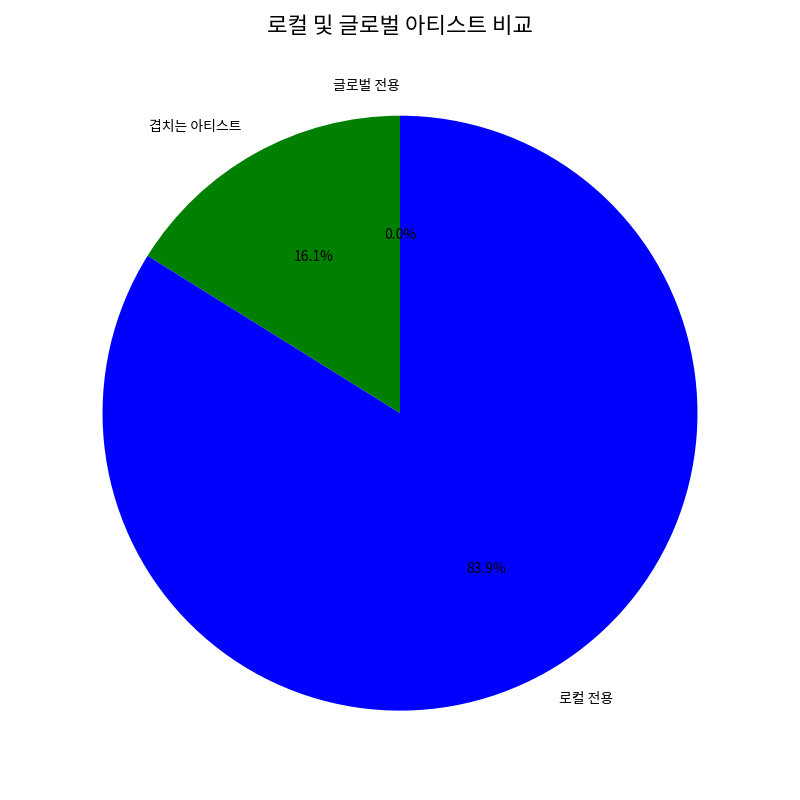 로컬 및 글로벌 아티스트 비교
글로벌 전용
겹치는 아티스트
0.0%
16.1%
83.9%
로컬 전용